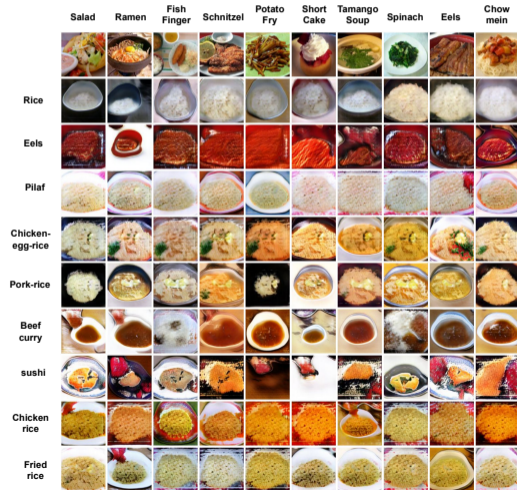 Salad Ramen Fish Finger Schnitzel Potato Fry Short Cake Tamango Soup Spinach Eels Chow mein
Rice
Eels
Pilaf
Chicken-
egg-rice
Pork-rice
Beef
curry
sushi
Chicken
rice
Fried
rice